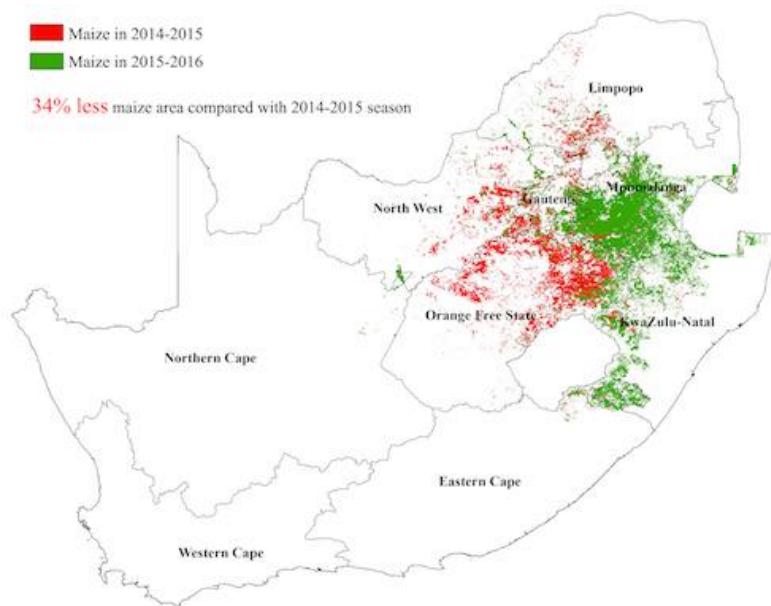 Maize in 2014-2015
Maize in 2015-2016
34% less maize area compared with 2014-2015 season
Limpopo
Mpumalanga
Gauteng
North West
Orange Free State
KwaZulu-Natal
Northern Cape
Eastern Cape
Western Cape